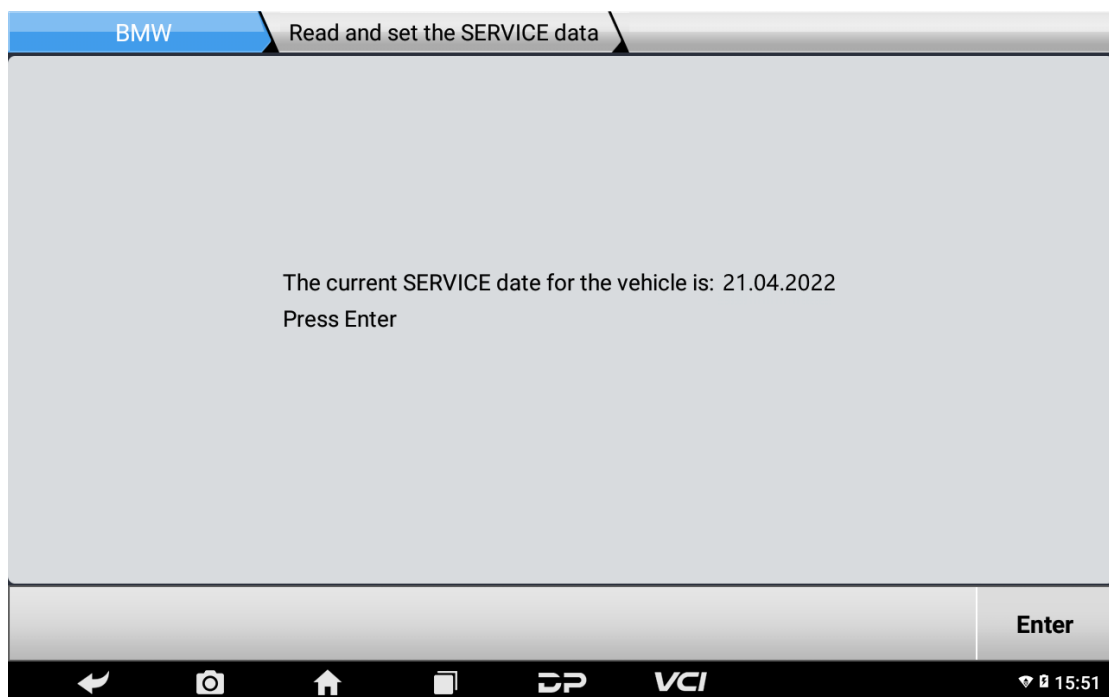 BMW
Read and set the SERVICE data
The current SERVICE date for the vehicle is: 21.04.2022
Press Enter
Enter
DP
VCI
15:51